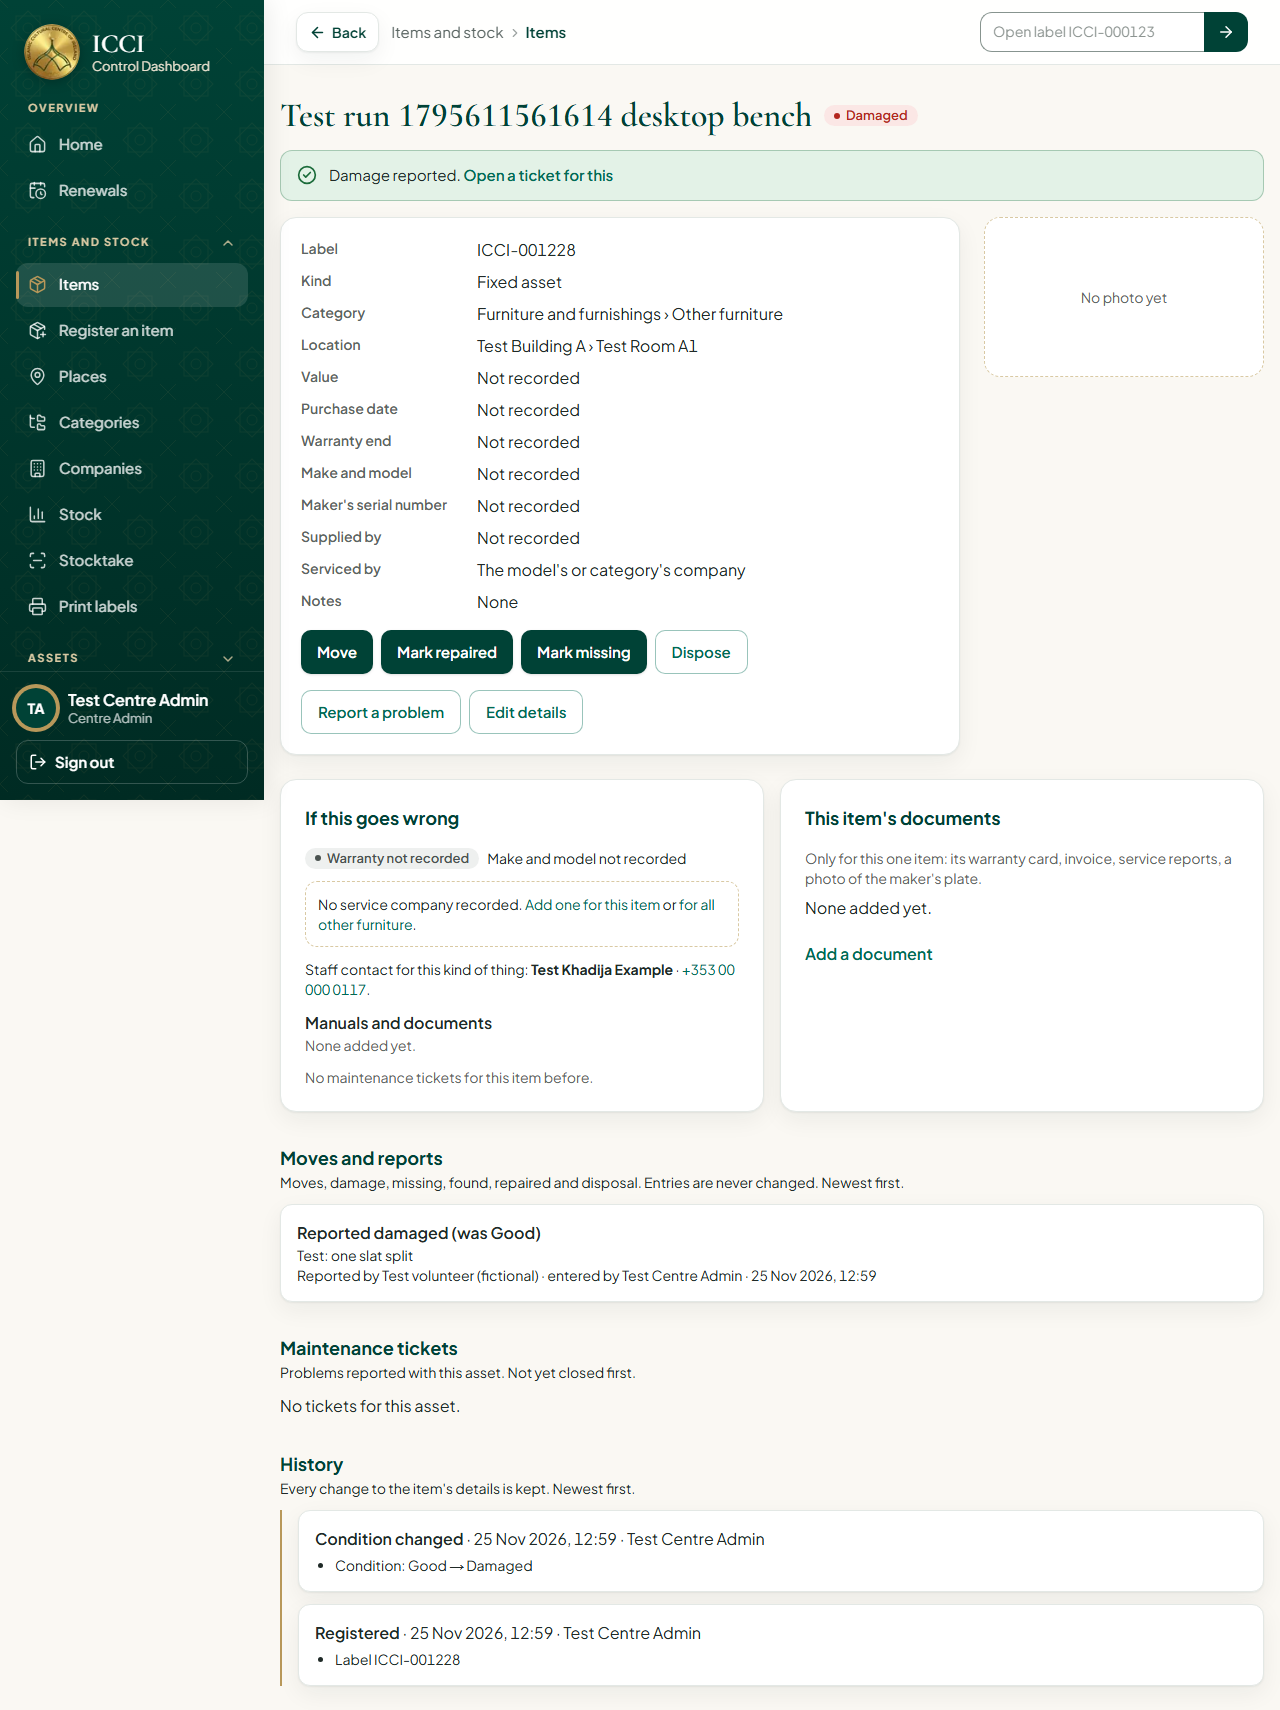 ICCI
Control Dashboard
OVERVIEW
Home
Renewals
ITEMS AND STOCK
Items
Register an item
Places
Categories
Companies
Stock
Stocktake
Print labels
ASSETS
TA
Test Centre Admin
Centre Admin
Sign out
Back
Items and stock › Items
Open label ICCI-000123
Test run 1795611561614 desktop bench
Damaged
Damage reported. Open a ticket for this
Label ICCI-001228
Kind Fixed asset
Category Furniture and furnishings › Other furniture
Location Test Building A › Test Room A1
Value Not recorded
Purchase date Not recorded
Warranty end Not recorded
Make and model Not recorded
Maker's serial number Not recorded
Supplied by Not recorded
Serviced by The model's or category's company
Notes None
Move Mark repaired Mark missing Dispose
Report a problem Edit details
No photo yet
If this goes wrong
Warranty not recorded Make and model not recorded
No service company recorded. Add one for this item or for all
other furniture.
Staff contact for this kind of thing: Test Khadija Example · +353 00
000 0117.
Manuals and documents
None added yet.
No maintenance tickets for this item before.
This item's documents
Only for this one item: its warranty card, invoice, service reports, a
photo of the maker's plate.
None added yet.
Add a document
Moves and reports
Moves, damage, missing, found, repaired and disposal. Entries are never changed. Newest first.
Reported damaged (was Good)
Test: one slat split
Reported by Test volunteer (fictional) · entered by Test Centre Admin · 25 Nov 2026, 12:59
Maintenance tickets
Problems reported with this asset. Not yet closed first.
No tickets for this asset.
History
Every change to the item's details is kept. Newest first.
Condition changed · 25 Nov 2026, 12:59 · Test Centre Admin
• Condition: Good → Damaged
Registered · 25 Nov 2026, 12:59 · Test Centre Admin
• Label ICCI-001228